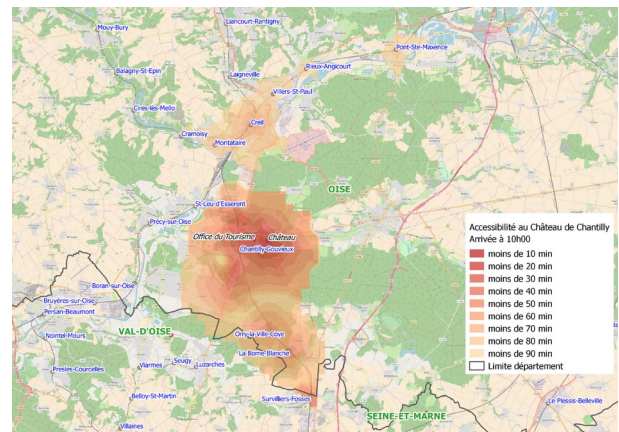 Liancourt-Rantigny
Mouy-Bury
Pont-Ste-Maxence
Balagny-St-Epin
Laigneville
Rieux-Angicourt
Villers-St-Paul
Cires-lès-Mello
Creil
Cramoisy
Montataire
OISE
St-Leu-d'Esserent
Précy-sur-Oise
Office du Tourisme
Château
Chantilly-Gouvieux
Boran-sur-Oise
Bruyères-sur-Oise
Persan-Beaumont
VAL-D'OISE
Nointel-Mours
Orry-la-Ville-Coye
La Borne-Blanche
Seugy
Viarmes
Luzarches
Presles-Courcelles
Belloy-St-Martin
Survilliers-Fosses
Villaines
SEINE-ET-MARNE
Le Plessis-Belleville
Accessibilité au Château de Chantilly
Arrivée à 10h00
moins de 10 min
moins de 20 min
moins de 30 min
moins de 40 min
moins de 50 min
moins de 60 min
moins de 70 min
moins de 80 min
moins de 90 min
Limite département